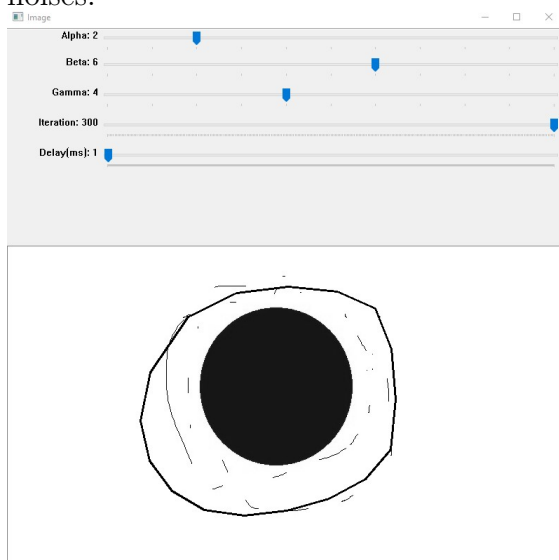 noises.
Image
Alpha: 2
Beta: 6
Gamma: 4
Iteration: 300
Delay(ms): 1